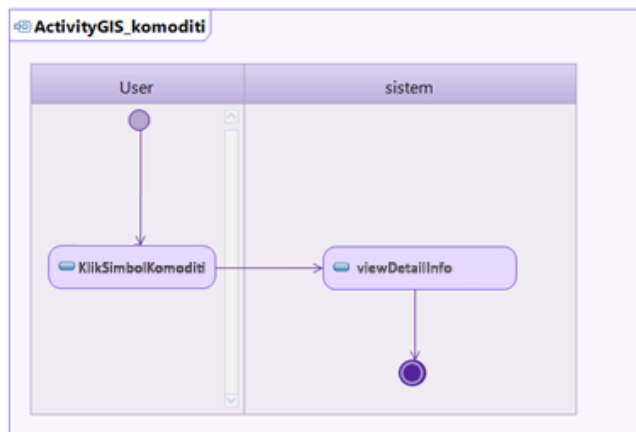 ActivityGIS_komoditi
User
sistem
KlikSimbolKomoditi
viewDetailInfo